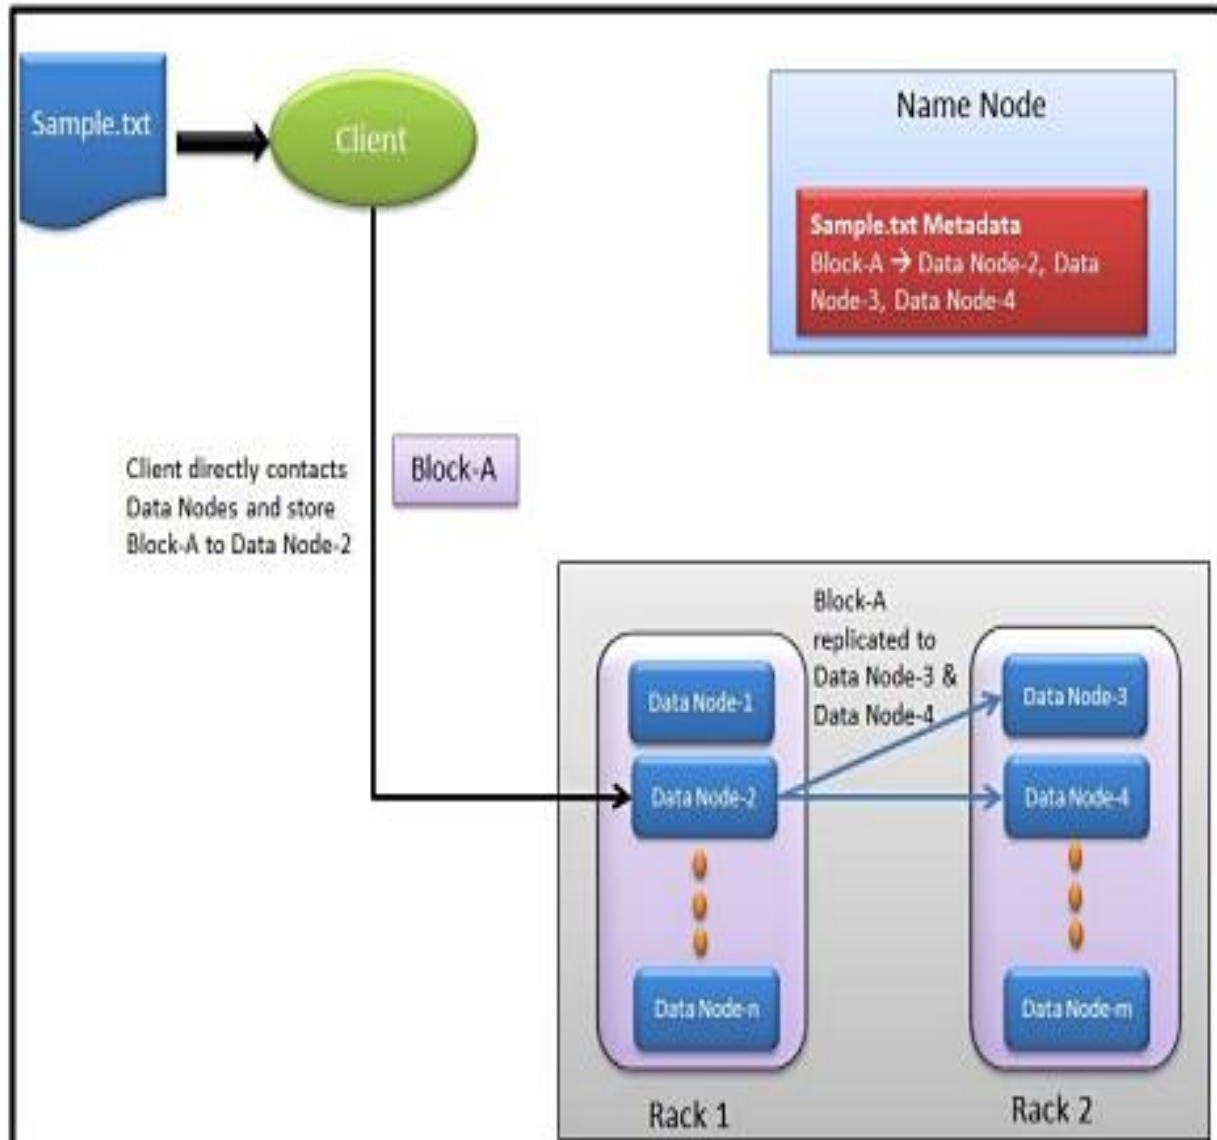 Sample.txt
Client
Name Node
Sample.txt Metadata
Block-A → Data Node-2, Data
Node-3, Data Node-4
Client directly contacts
Data Nodes and store
Block-A to Data Node-2
Block-A
Block-A
replicated to
Data Node-3 &
Data Node-4
Data Node-1
Data Node-2
Data Node-n
Rack 1
Data Node-3
Data Node-4
Data Node-m
Rack 2